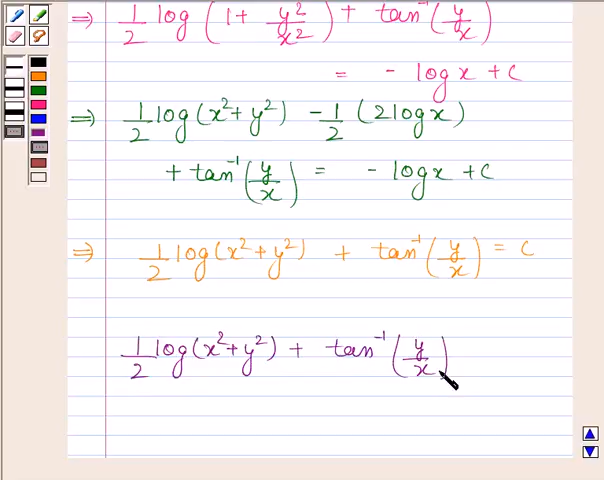 ⇒ 1/2 log (1 + y²/x²) + tan⁻¹ (y/x)
= - log x + c
⇒ 1/2 log (x² + y²) - 1/2 (2 log x)
+ tan⁻¹ (y/x) = - log x + c
⇒ 1/2 log (x² + y²) + tan⁻¹ (y/x) = c
1/2 log (x² + y²) + tan⁻¹ (y/x)